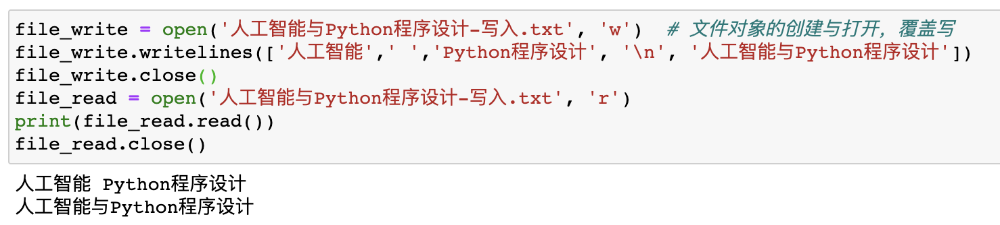 file_write = open('人工智能与Python程序设计-写入.txt', 'w')  # 文件对象的创建与打开，覆盖写
file_write.writelines(['人工智能',' ','Python程序设计', '\n', '人工智能与Python程序设计'])
file_write.close()
file_read = open('人工智能与Python程序设计-写入.txt', 'r')
print(file_read.read())
file_read.close()
人工智能 Python程序设计
人工智能与Python程序设计